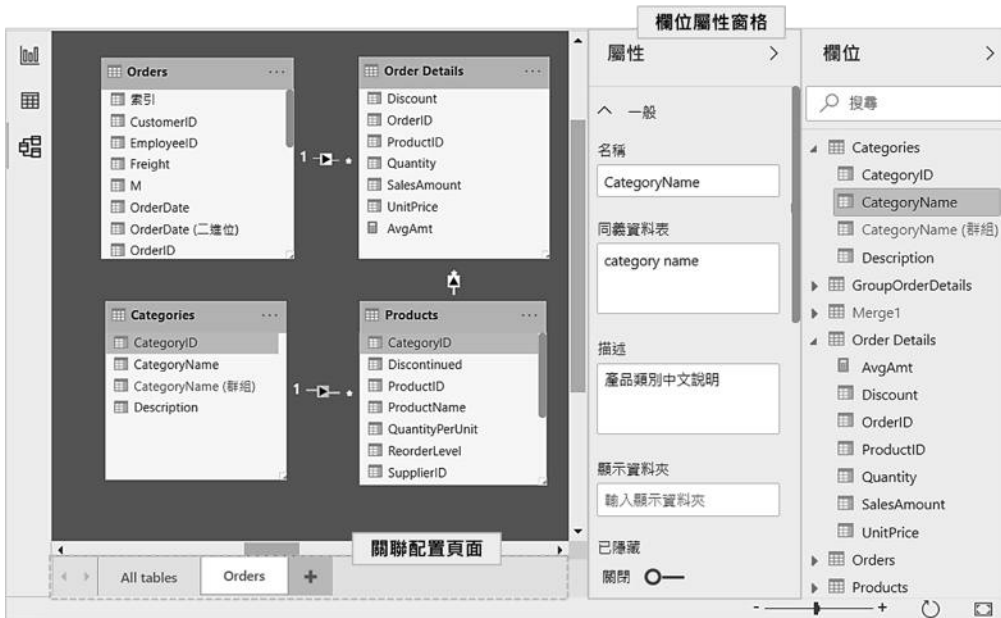 欄位屬性窗格
Orders
索引
CustomerID
EmployeeID
Freight
M
OrderDate
OrderDate (二進位)
OrderID
1
*
Order Details
Discount
OrderID
ProductID
Quantity
SalesAmount
UnitPrice
AvgAmt
*
Categories
CategoryID
CategoryName
CategoryName (群組)
Description
1
*
Products
CategoryID
Discontinued
ProductID
ProductName
QuantityPerUnit
ReorderLevel
SupplierID
關聯配置頁面
All tables
Orders
+
屬性
一般
名稱
CategoryName
同義資料表
category name
描述
產品類別中文說明
顯示資料夾
輸入顯示資料夾
已隱藏
關閉
欄位
搜尋
Categories
CategoryID
CategoryName
CategoryName (群組)
Description
GroupOrderDetails
Merge1
Order Details
AvgAmt
Discount
OrderID
ProductID
Quantity
SalesAmount
UnitPrice
Orders
Products
- +